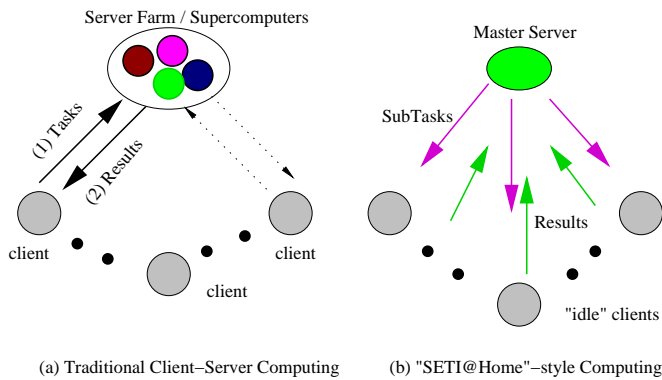 Server Farm / Supercomputers
(1) Tasks
(2) Results
client
client
client
(a) Traditional Client−Server Computing
Master Server
SubTasks
Results
"idle" clients
(b) "SETI@Home"−style Computing